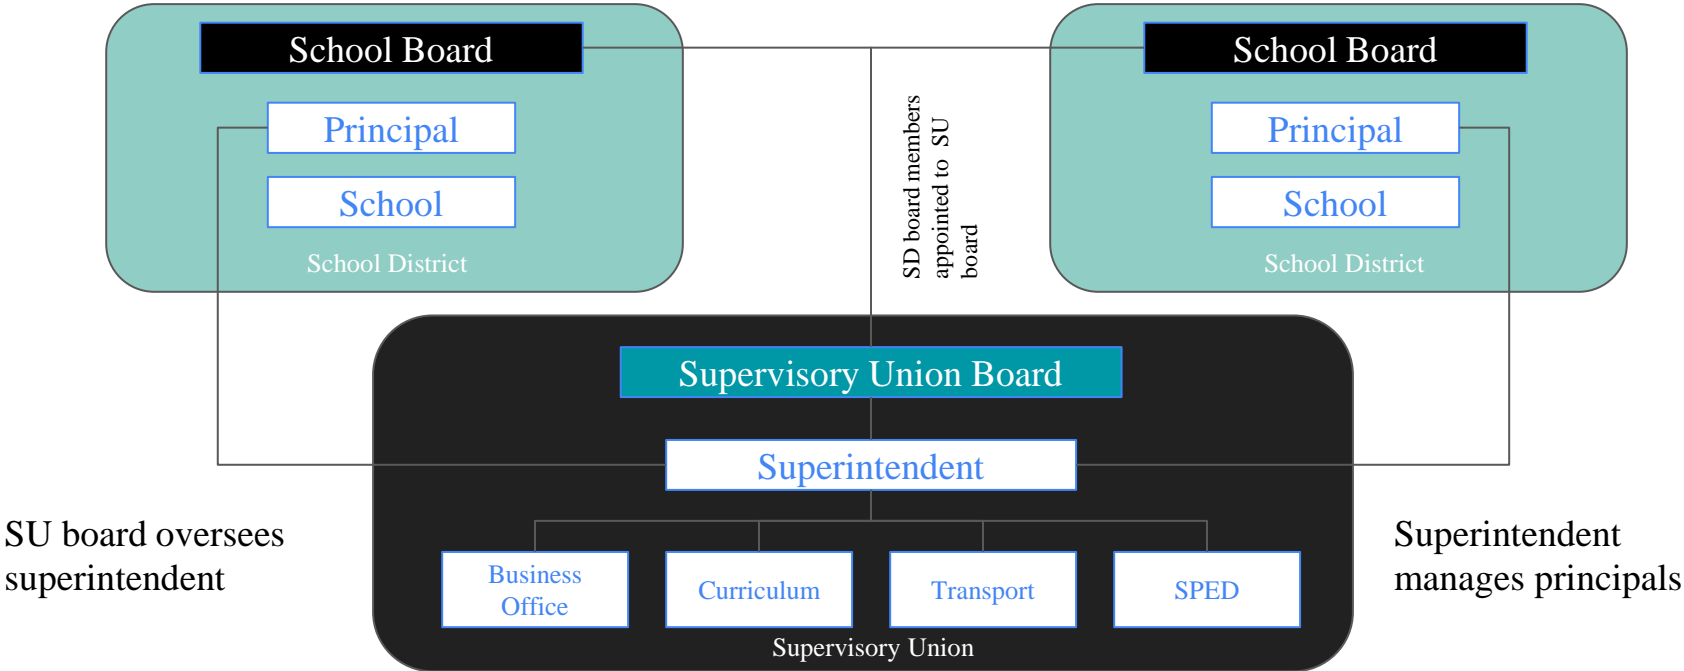 School Board
School Board
Principal
Principal
School
School
School District
School District
SD board members
appointed to SU
board
Supervisory Union Board
Superintendent
SU board oversees
superintendent
Superintendent
manages principals
Business
Office
Curriculum
Transport
SPED
Supervisory Union